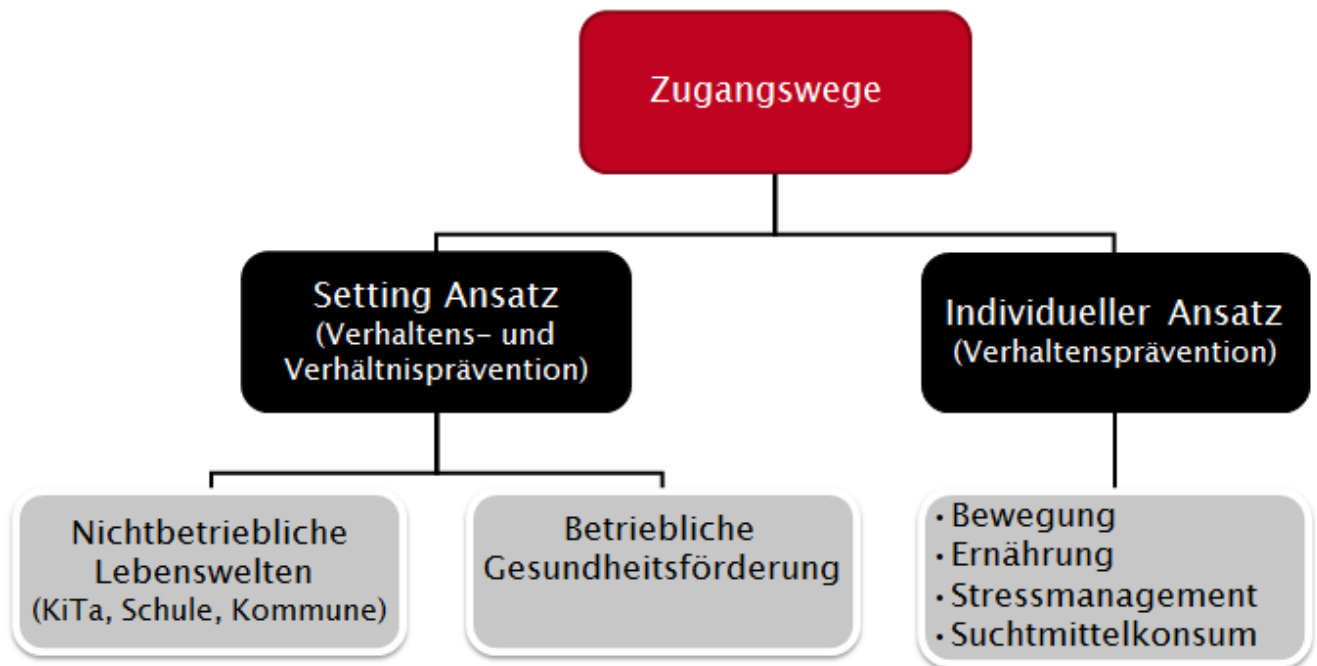 Zugangswege
Setting Ansatz
(Verhaltens- und
Verhältnisprävention)
Individueller Ansatz
(Verhaltensprävention)
Nichtbetriebliche
Lebenswelten
(KiTa, Schule, Kommune)
Betriebliche
Gesundheitsförderung
• Bewegung
• Ernährung
• Stressmanagement
• Suchtmittelkonsum